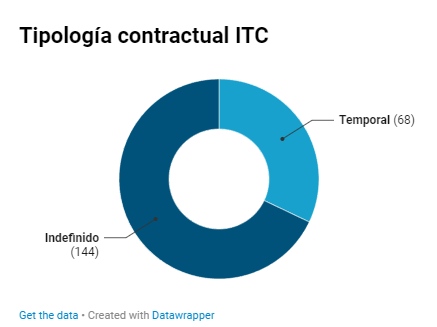 Tipología contractual ITC
Temporal (68)
Indefinido
(144)
Get the data • Created with Datawrapper